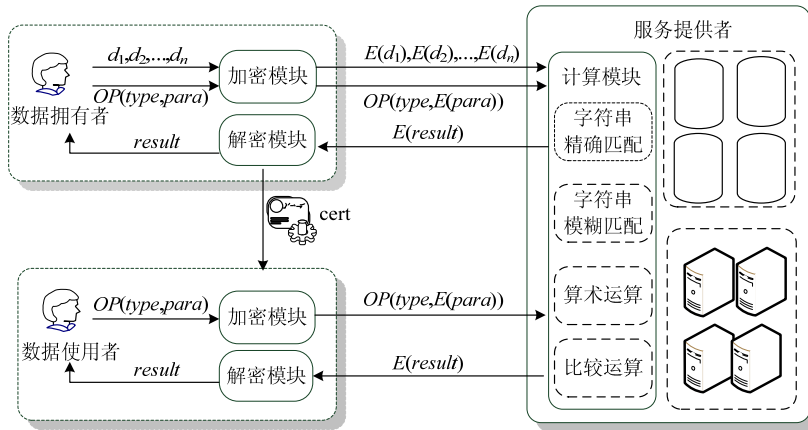 服务提供者
d1,d2,...,dn
加密模块
E(d1),E(d2),...,E(dn)
计算模块
OP(type,para)
OP(type,E(para))
数据拥有者
解密模块
result
E(result)
字符串
精确匹配
cert
字符串
模糊匹配
OP(type,para)
加密模块
OP(type,E(para))
算术运算
数据使用者
解密模块
result
E(result)
比较运算